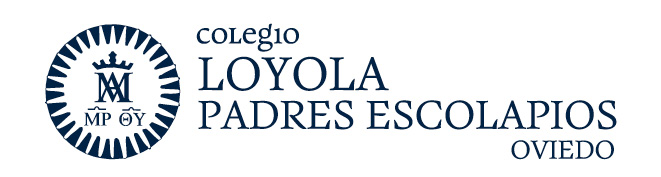 colegio
LOYOLA
PADRES ESCOLAPIOS
OVIEDO
ΜΡ ΘΥ